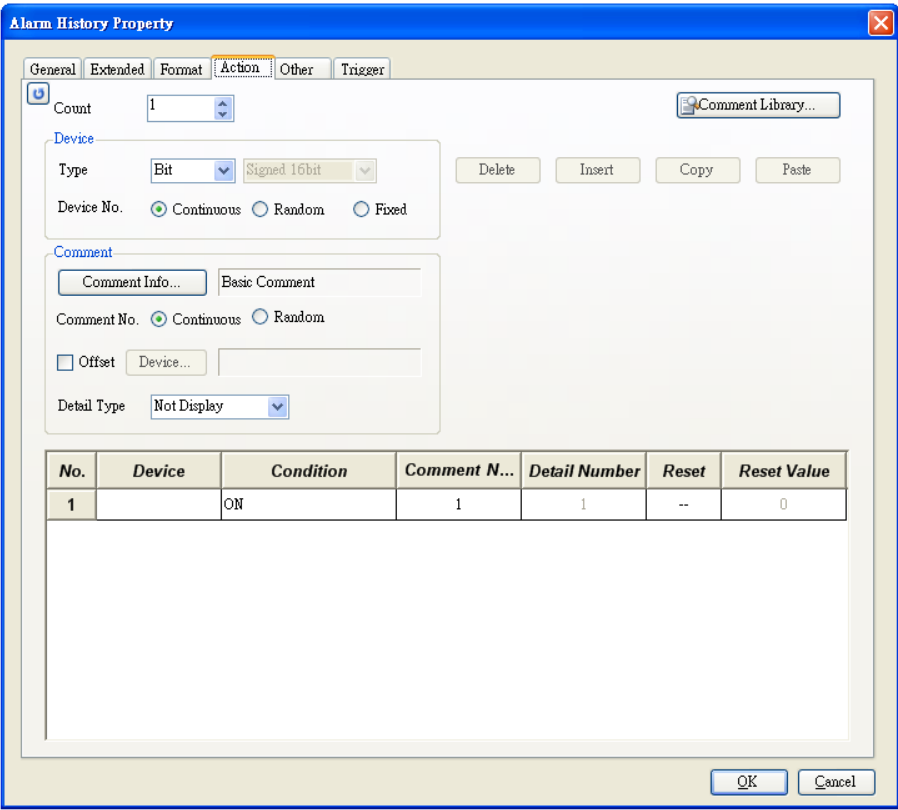 Alarm History Property
General Extended Format Action Other Trigger
Count 1 Comment Library...
Device
Type Bit Signed 16bit Delete Insert Copy Paste
Device No. Continuous Random Fixed
Comment
Comment Info... Basic Comment
Comment No. Continuous Random
Offset Device...
Detail Type Not Display
No. Device Condition Comment N... Detail Number Reset Reset Value
1 ON 1 1 -- 0
OK Cancel